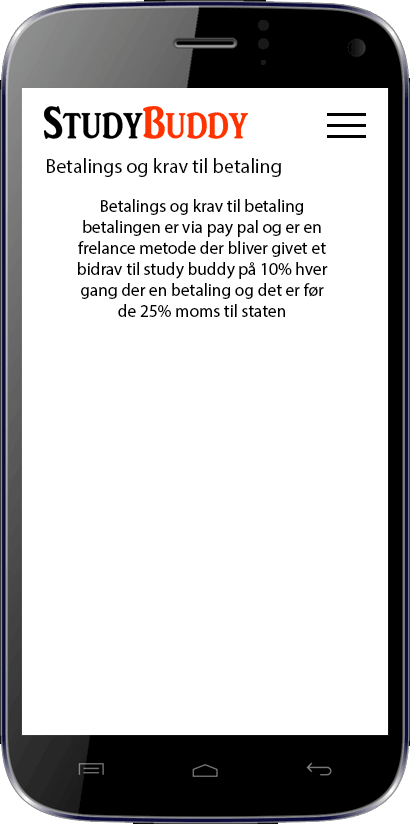 StudyBuddy
Betalings og krav til betaling
Betalings og krav til betaling
betalingen er via pay pal og er en
frelance metode der bliver givet et
bidrav til study buddy på 10% hver
gang der en betaling og det er før
de 25% moms til staten